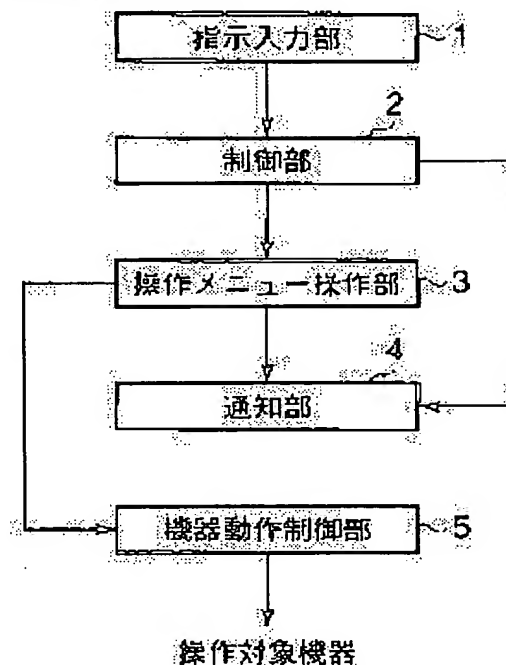 指示入力部 1
2
制御部
操作メニュー操作部 3
4
通知部
機器動作制御部 5
操作対象機器